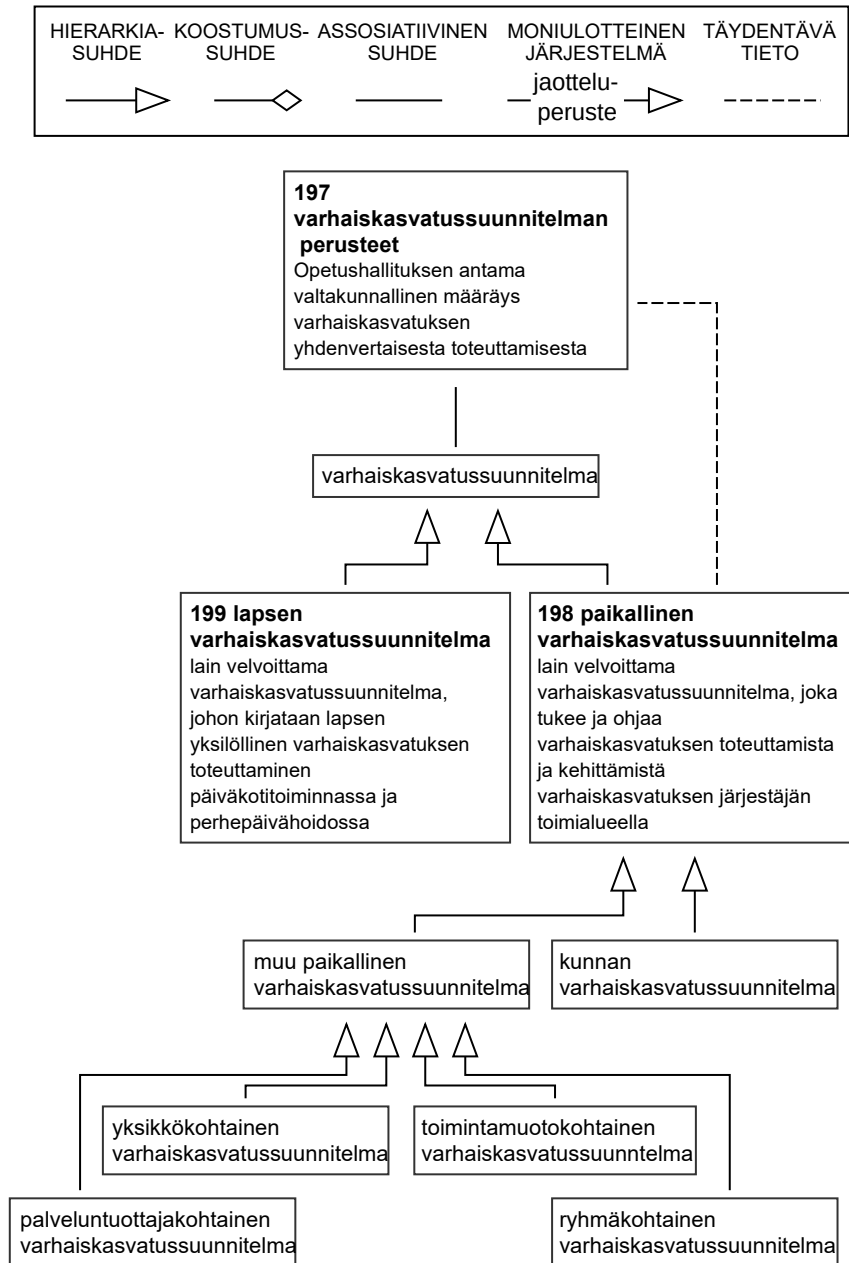 HIERARKIA-
SUHDE
KOOSTUMUS-
SUHDE
ASSOSIATIIVINEN
SUHDE
MONIULOTTEINEN
JÄRJESTELMÄ
jaottelu-
peruste
TÄYDENTÄVÄ
TIETO
197
varhaiskasvatussuunnitelman
perusteet
Opetushallituksen antama
valtakunnallinen määräys
varhaiskasvatuksen
yhdenvertaisesta toteuttamisesta
varhaiskasvatussuunnitelma
199 lapsen
varhaiskasvatussuunnitelma
lain velvoittama
varhaiskasvatussuunnitelma,
johon kirjataan lapsen
yksilöllinen varhaiskasvatuksen
toteuttaminen
päiväkotitoiminnassa ja
perhepäivähoidossa
198 paikallinen
varhaiskasvatussuunnitelma
lain velvoittama
varhaiskasvatussuunnitelma, joka
tukee ja ohjaa
varhaiskasvatuksen toteuttamista
ja kehittämistä
varhaiskasvatuksen järjestäjän
toimialueella
muu paikallinen
varhaiskasvatussuunnitelma
kunnan
varhaiskasvatussuunnitelma
yksikkökohtainen
varhaiskasvatussuunnitelma
toimintamuotokohtainen
varhaiskasvatussuunntelma
palveluntuottajakohtainen
varhaiskasvatussuunnitelma
ryhmäkohtainen
varhaiskasvatussuunnitelma